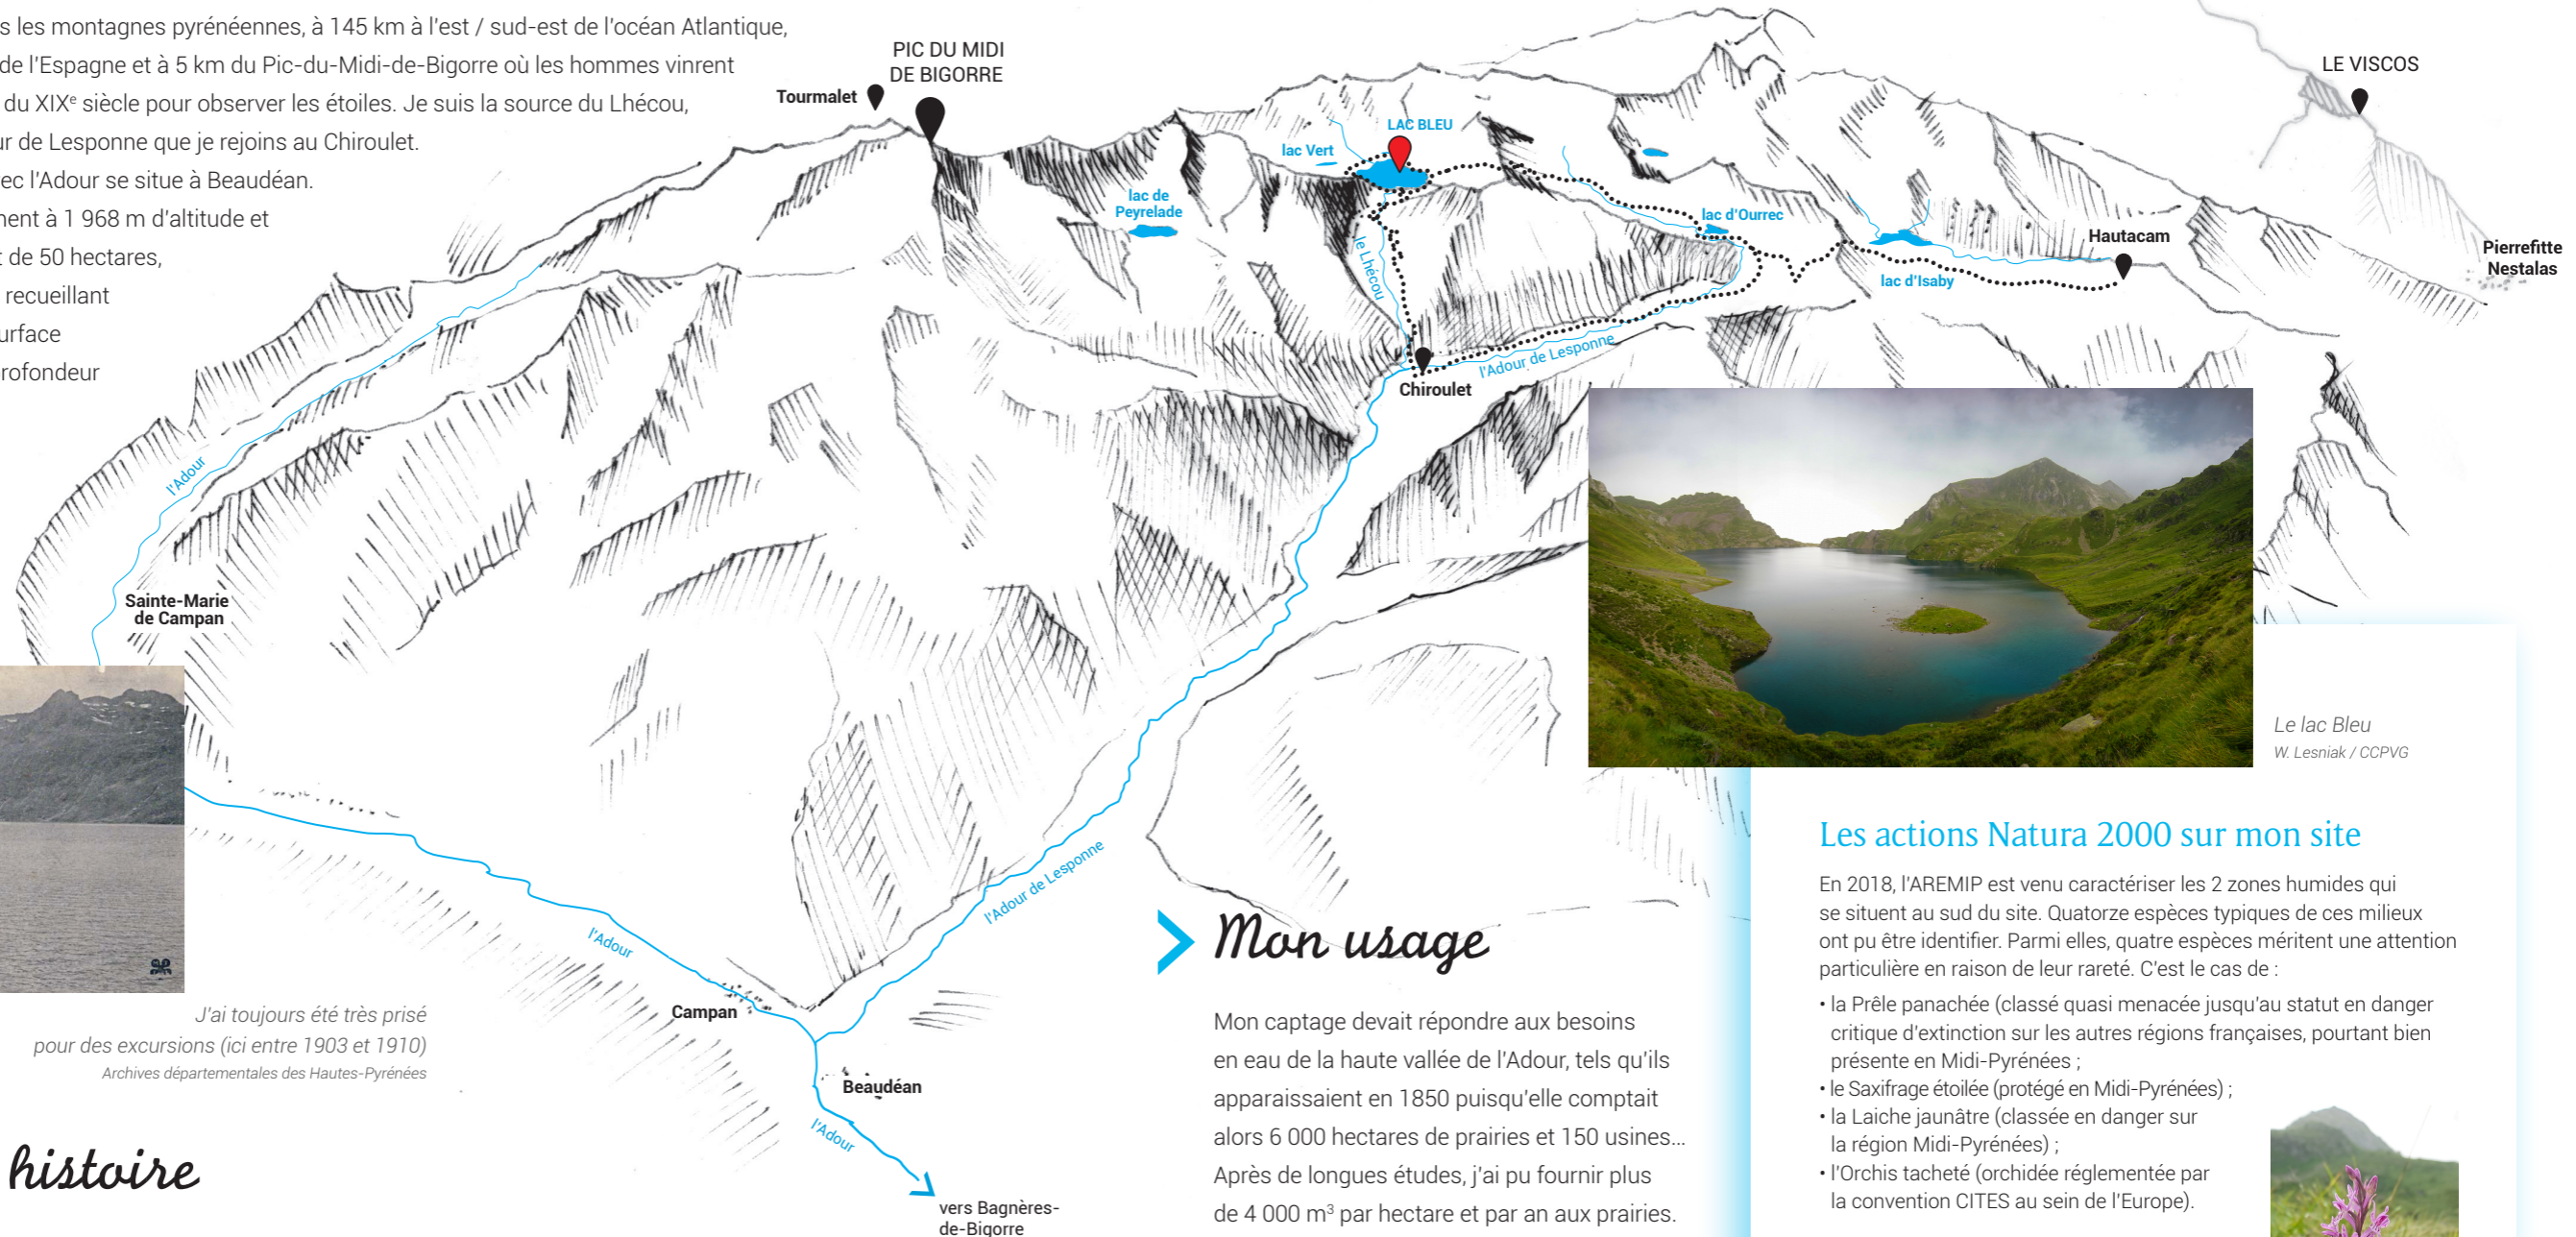 s les montagnes pyrénéennes, à 145 km à l'est / sud-est de l'océan Atlantique,
de l'Espagne et à 5 km du Pic-du-Midi-de-Bigorre où les hommes vinrent
du XIXe siècle pour observer les étoiles. Je suis la source du Lhécou,
ur de Lesponne que je rejoins au Chiroulet.
ec l'Adour se situe à Beaudéan.
ent à 1 968 m d'altitude et
t de 50 hectares,
recueillant
urface
rofondeur
PIC DU MIDI
DE BIGORRE
Tourmalet
LAC BLEU
lac Vert
lac de
Peyrelade
le Lhécou
lac d'Ourrec
lac d'Isaby
Hautacam
LE VISCOS
Pierrefitte
Nestalas
Chiroulet
l'Adour de Lesponne
l'Adour
Sainte-Marie
de Campan
l'Adour de Lesponne
l'Adour
Campan
Beaudéan
l'Adour
vers Bagnères-
de-Bigorre
J'ai toujours été très prisé
pour des excursions (ici entre 1903 et 1910)
Archives départementales des Hautes-Pyrénées
histoire
Mon usage
Mon captage devait répondre aux besoins
en eau de la haute vallée de l'Adour, tels qu'ils
apparaissaient en 1850 puisqu'elle comptait
alors 6 000 hectares de prairies et 150 usines...
Après de longues études, j'ai pu fournir plus
de 4 000 m³ par hectare et par an aux prairies.
Le lac Bleu
W. Lesniak / CCPVG
Les actions Natura 2000 sur mon site
En 2018, l'AREMIP est venu caractériser les 2 zones humides qui
se situent au sud du site. Quatorze espèces typiques de ces milieux
ont pu être identifier. Parmi elles, quatre espèces méritent une attention
particulière en raison de leur rareté. C'est le cas de :
• la Prêle panachée (classé quasi menacée jusqu'au statut en danger
critique d'extinction sur les autres régions françaises, pourtant bien
présente en Midi-Pyrénées ;
• le Saxifrage étoilée (protégé en Midi-Pyrénées) ;
• la Laiche jaunâtre (classée en danger sur
la région Midi-Pyrénées) ;
• l'Orchis tacheté (orchidée réglementée par
la convention CITES au sein de l'Europe).